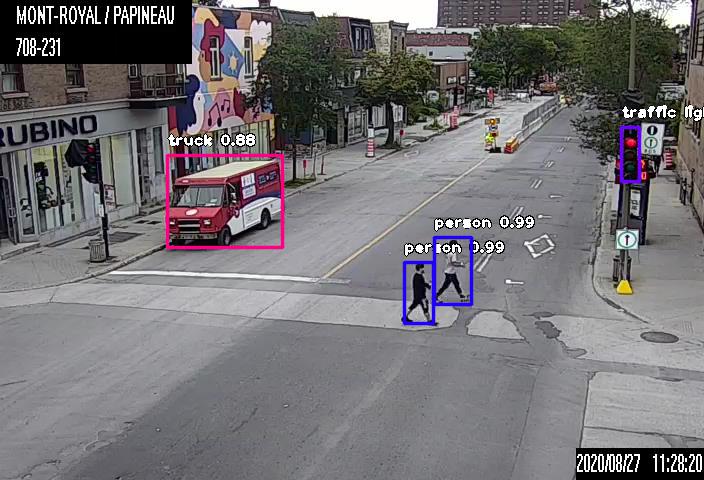 MONT-ROYAL / PAPINEAU
708-231
RUBINO
truck 0.88
traffic lig
person 0.99
person 0.99
2020/08/27 11:28:20